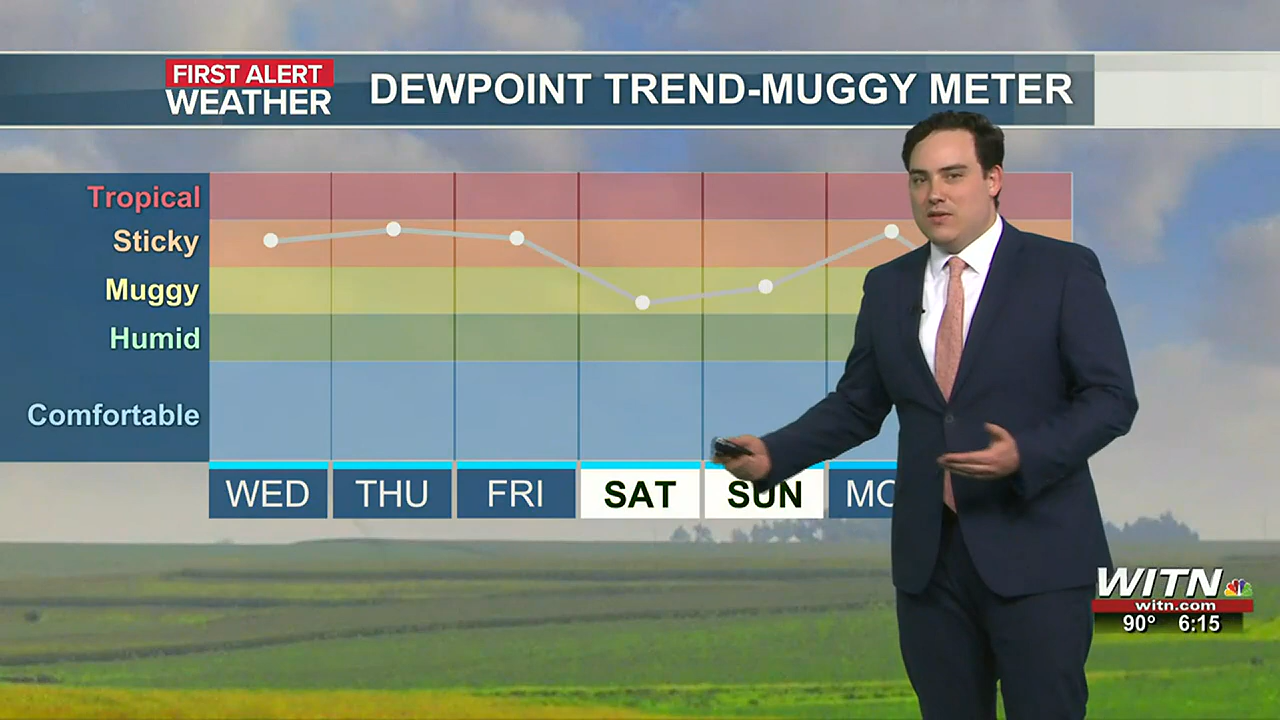 FIRST ALERT
WEATHER
DEWPOINT TREND-MUGGY METER
Tropical
Sticky
Muggy
Humid
Comfortable
WED THU FRI SAT SUN MO
WITN
witn.com
90° 6:15